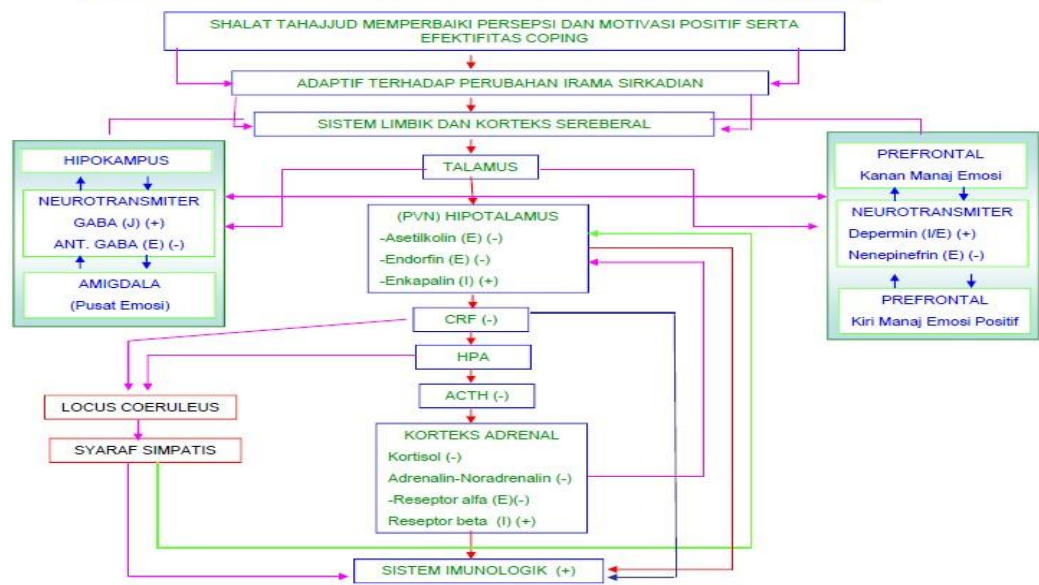 SHALAT TAHAJJUD MEMPERBAIKI PERSEPSI DAN MOTIVASI POSITIF SERTA
EFEKTIFITAS COPING
ADAPTIF TERHADAP PERUBAHAN IRAMA SIRKADIAN
SISTEM LIMBIK DAN KORTEKS SEREBERAL
HIPOKAMPUS
NEUROTRANSMITER
GABA (J) (+)
ANT. GABA (E) (-)
AMIGDALA
(Pusat Emosi)
TALAMUS
(PVN) HIPOTALAMUS
-Asetilkolin (E) (-)
-Endorfin (E) (-)
-Enkapalin (I) (+)
PREFRONTAL
Kanan Manaj Emosi
NEUROTRANSMITER
Depermin (I/E) (+)
Nenepinefrin (E) (-)
PREFRONTAL
Kiri Manaj Emosi Positif
CRF (-)
HPA
ACTH (-)
LOCUS COERULEUS
SYARAF SIMPATIS
KORTEKS ADRENAL
Kortisol (-)
Adrenalin-Noradrenalin (-)
-Reseptor alfa (E)(-)
Reseptor beta (I) (+)
SISTEM IMUNOLOGIK (+)